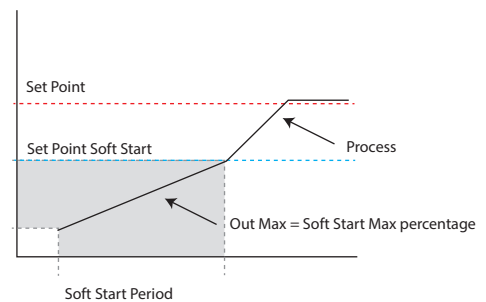 Set Point
Set Point Soft Start
Process
Out Max = Soft Start Max percentage
Soft Start Period